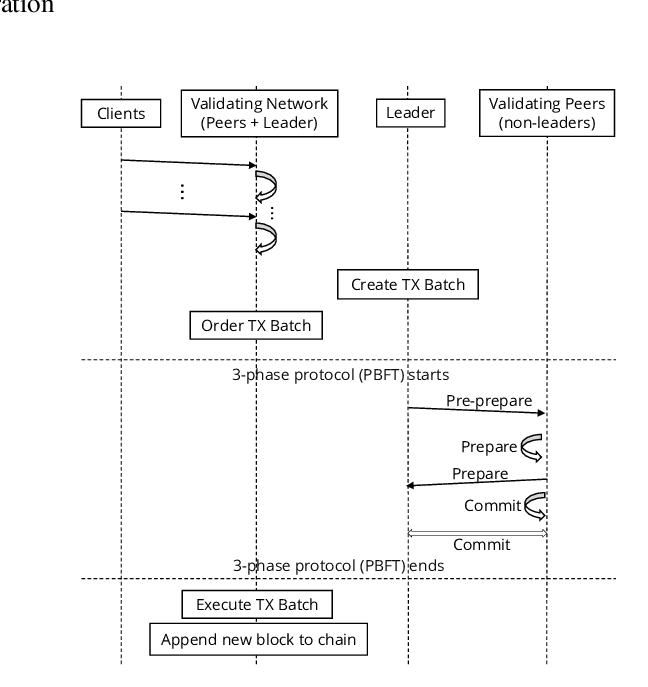 Clients
Validating Network
(Peers + Leader)
Leader
Validating Peers
(non-leaders)
Create TX Batch
Order TX Batch
3-phase protocol (PBFT) starts
Pre-prepare
Prepare
Prepare
Commit
Commit
3-phase protocol (PBFT) ends
Execute TX Batch
Append new block to chain